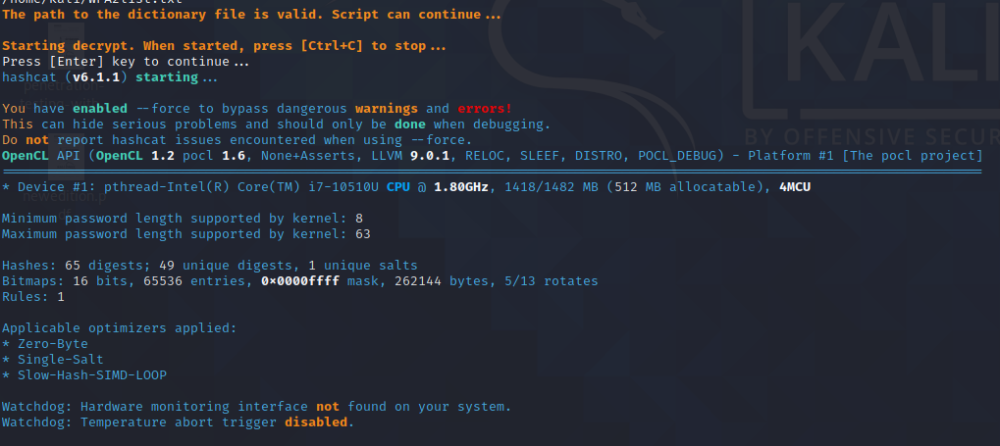 /home/kali/WPA2list.txt
The path to the dictionary file is valid. Script can continue...
Starting decrypt. When started, press [Ctrl+C] to stop...
Press [Enter] key to continue...
hashcat (v6.1.1) starting...
You have enabled --force to bypass dangerous warnings and errors!
This can hide serious problems and should only be done when debugging.
Do not report hashcat issues encountered when using --force.
OpenCL API (OpenCL 1.2 pocl 1.6, None+Asserts, LLVM 9.0.1, RELOC, SLEEF, DISTRO, POCL_DEBUG) - Platform #1 [The pocl project]
* Device #1: pthread-Intel(R) Core(TM) i7-10510U CPU @ 1.80GHz, 1418/1482 MB (512 MB allocatable), 4MCU
Minimum password length supported by kernel: 8
Maximum password length supported by kernel: 63
Hashes: 65 digests; 49 unique digests, 1 unique salts
Bitmaps: 16 bits, 65536 entries, 0×0000ffff mask, 262144 bytes, 5/13 rotates
Rules: 1
Applicable optimizers applied:
* Zero-Byte
* Single-Salt
* Slow-Hash-SIMD-LOOP
Watchdog: Hardware monitoring interface not found on your system.
Watchdog: Temperature abort trigger disabled.
KALI
BY OFFENSIVE SECUR
penetration-
newedition.p